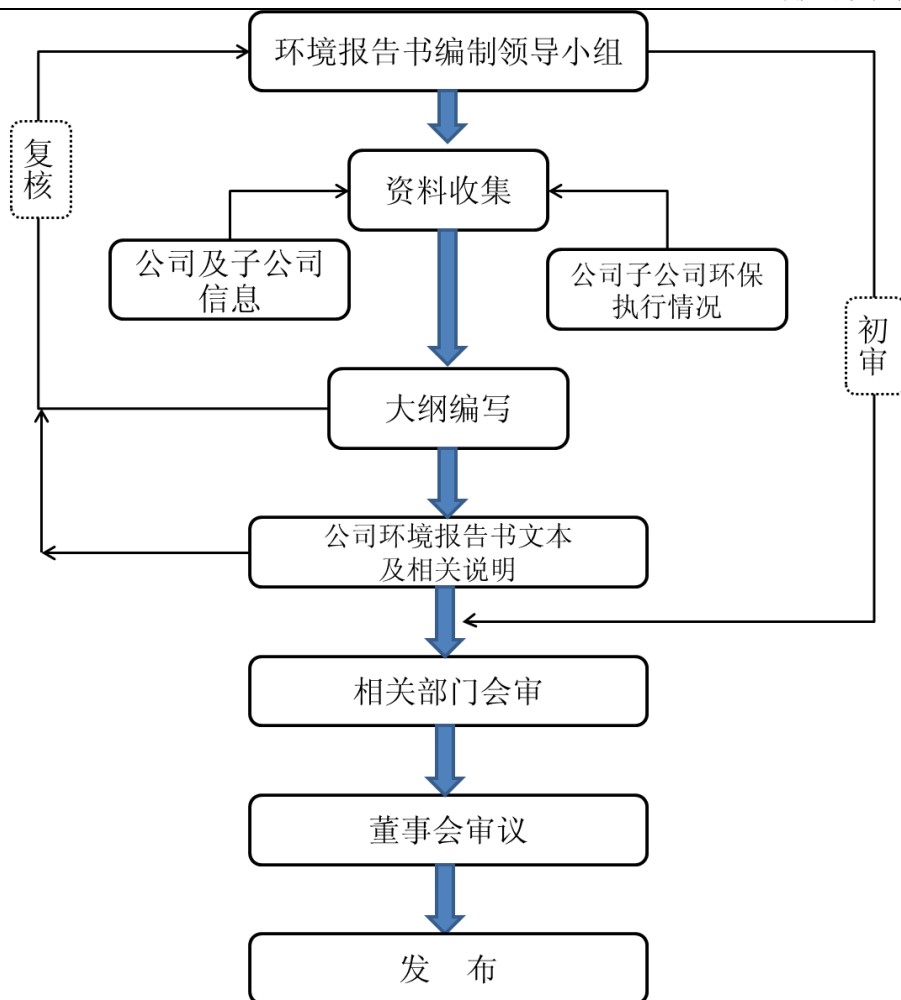 环境报告书编制领导小组
复
核
资料收集
公司及子公司
信息
公司子公司环保
执行情况
初
审
大纲编写
公司环境报告书文本
及相关说明
相关部门会审
董事会审议
发 布